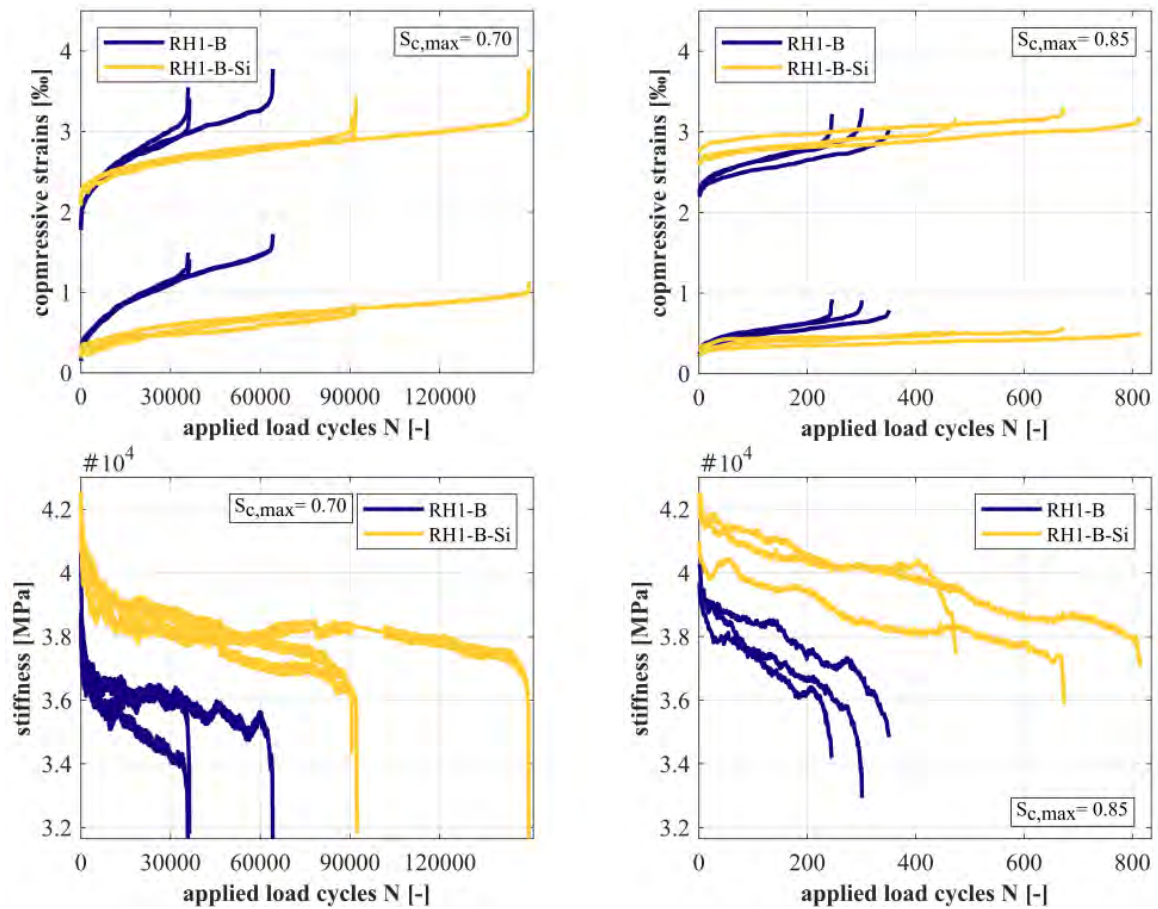 copmressive strains [‰]
4
3
2
1
0
RH1-B
RH1-B-Si
S c,max = 0.70
0 30000 60000 90000 120000
applied load cycles N [-]
copmressive strains [‰]
4
3
2
1
0
RH1-B
RH1-B-Si
S c,max = 0.85
0 200 400 600 800
applied load cycles N [-]
#10^4
stiffness [MPa]
4.2
4
3.8
3.6
3.4
3.2
S c,max = 0.70
RH1-B
RH1-B-Si
0 30000 60000 90000 120000
applied load cycles N [-]
#10^4
stiffness [MPa]
4.2
4
3.8
3.6
3.4
3.2
RH1-B
RH1-B-Si
S c,max = 0.85
0 200 400 600 800
applied load cycles N [-]